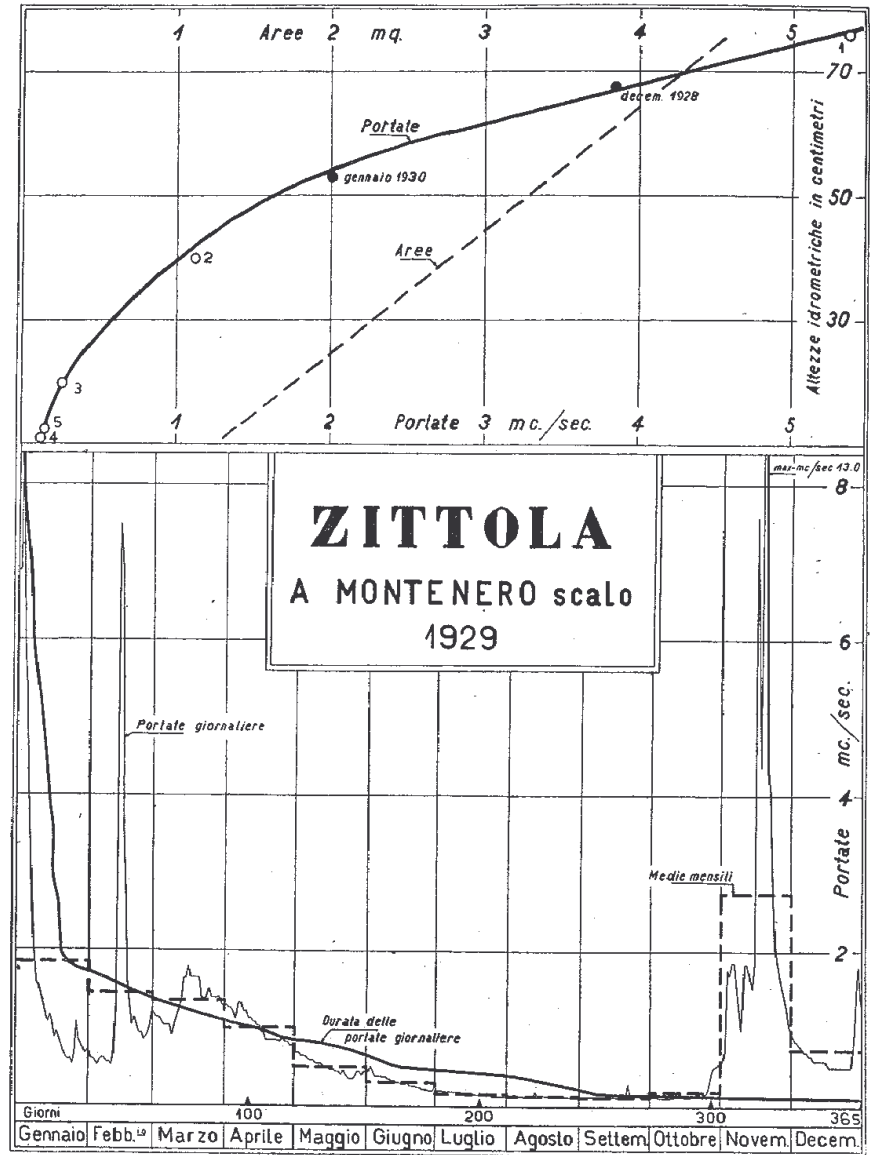 1 Aree 2 mq. 3 4 5
1
70
decem. 1928
Portate
gennaio 1930
50
2
Aree
30
3
5
4
1 2 Portate 3 mc./sec. 4 5
Altezze idrometriche in centimetri
max-mc/sec 13.0
8
ZITTOLA
A MONTENERO scalo
1929
6
Portate giornaliere
4
Portate mc./sec.
Medie mensili
2
Durata delle
portate giornaliere
Giorni 100 200 300 365
Gennaio Febb.Lo Marzo Aprile Maggio Giugno Luglio Agosto Settem. Ottobre Novem. Decem.